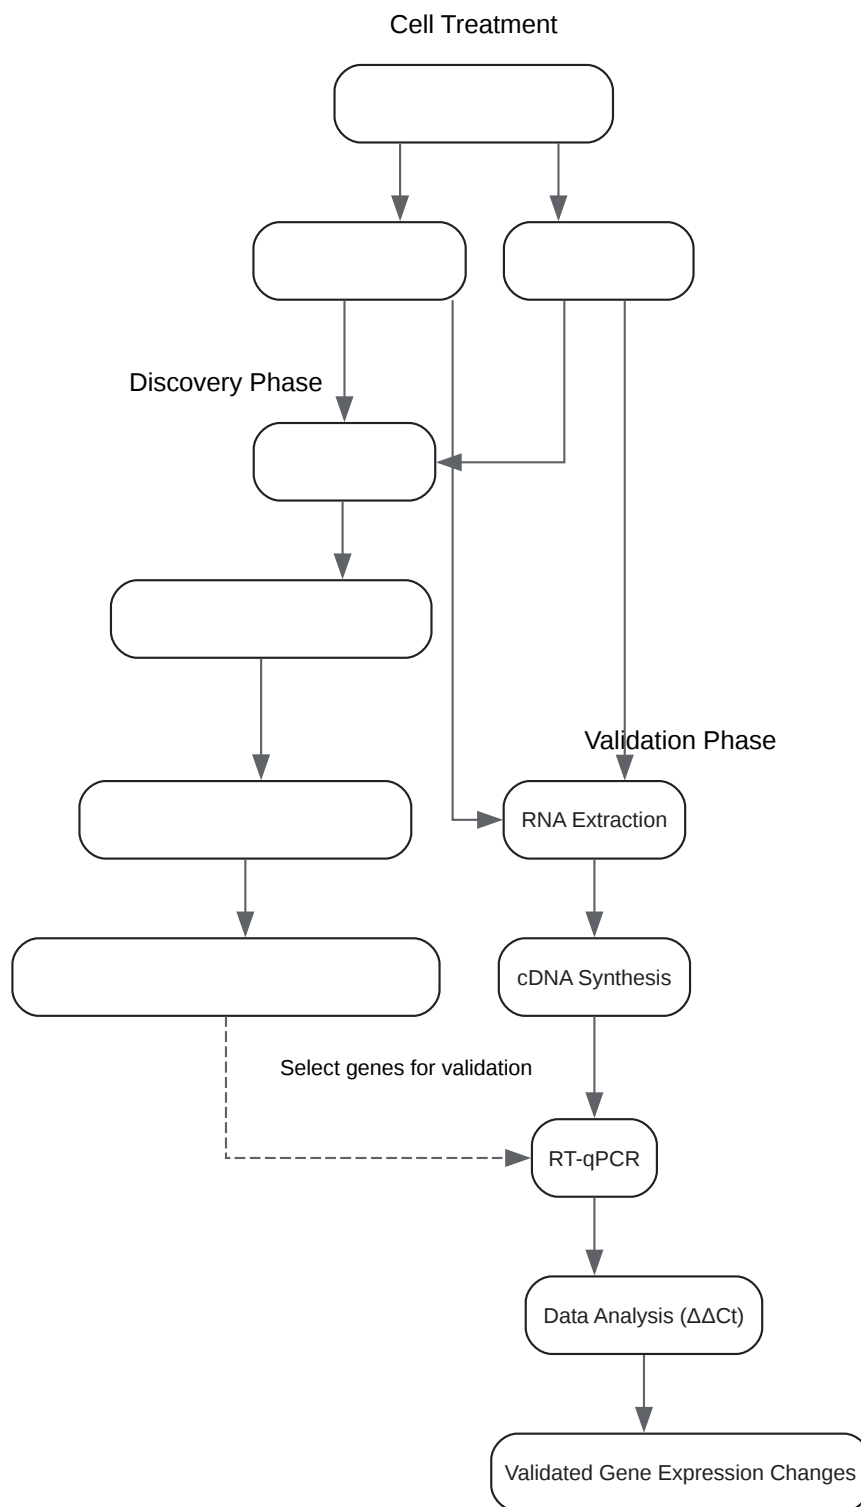 Cell Treatment
Discovery Phase
Validation Phase
RNA Extraction
cDNA Synthesis
Select genes for validation
RT-qPCR
Data Analysis (ΔΔCt)
Validated Gene Expression Changes